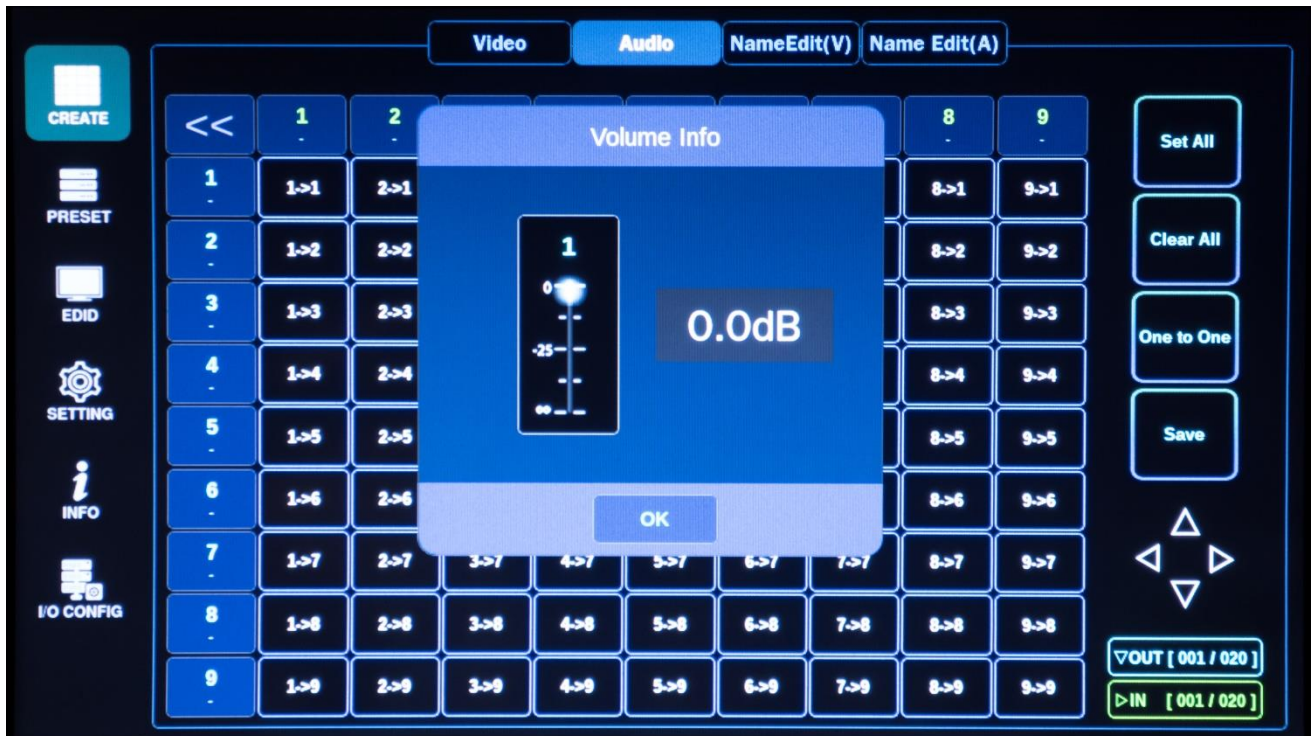 Video Audio NameEdit(V) Name Edit(A)
CREATE
PRESET
EDID
SETTING
INFO
I/O CONFIG
<< 1 2 8 9
- - - -
1 1->1 2->1 8->1 9->1
-
2 1->2 2->2 8->2 9->2
-
3 1->3 2->3 8->3 9->3
-
4 1->4 2->4 8->4 9->4
-
5 1->5 2->5 8->5 9->5
-
6 1->6 2->6 8->6 9->6
-
7 1->7 2->7 3->7 4->7 5->7 6->7 7->7 8->7 9->7
-
8 1->8 2->8 3->8 4->8 5->8 6->8 7->8 8->8 9->8
-
9 1->9 2->9 3->9 4->9 5->9 6->9 7->9 8->9 9->9
-
Volume Info
1
0
-25
∞
0.0dB
OK
Set All
Clear All
One to One
Save
▽OUT [ 001 / 020 ]
▷IN [ 001 / 020 ]